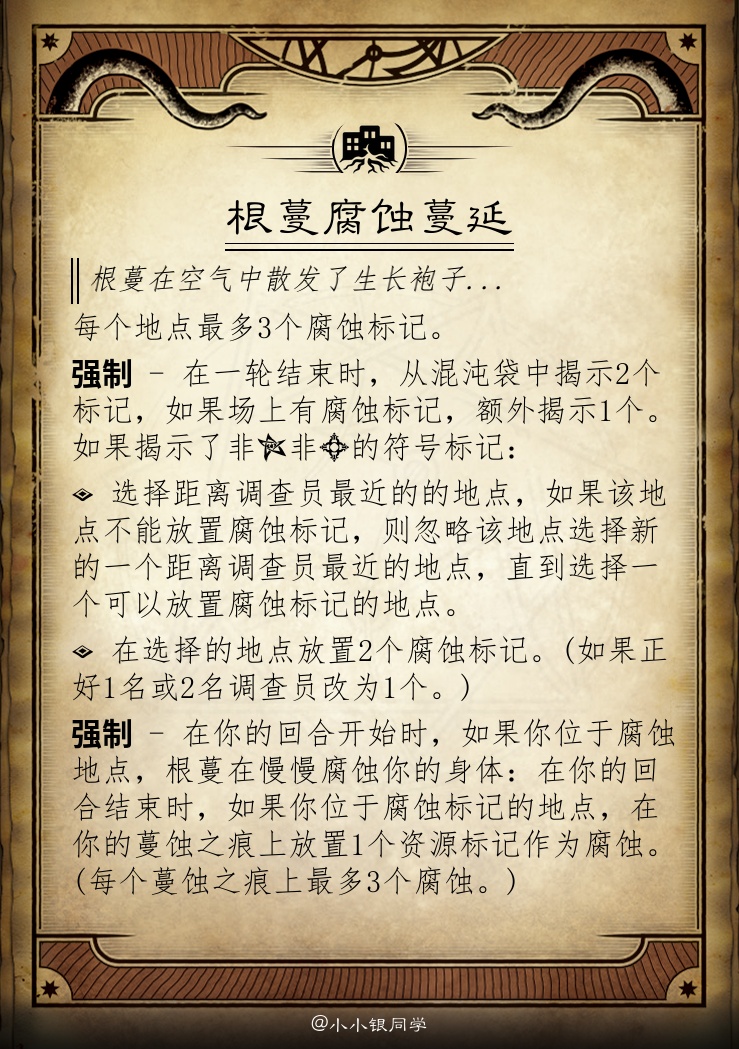 根蔓腐蚀蔓延
根蔓在空气中散发了生长袍子...
每个地点最多3个腐蚀标记。
强制 - 在一轮结束时，从混沌袋中揭示2个
标记，如果场上有腐蚀标记，额外揭示1个。
如果揭示了非非的符号标记：
选择距离调查员最近的的地点，如果该地
点不能放置腐蚀标记，则忽略该地点选择新
的一个距离调查员最近的地点，直到选择一
个可以放置腐蚀标记的地点。
在选择的地点放置2个腐蚀标记。(如果正
好1名或2名调查员改为1个。)
强制 - 在你的回合开始时，如果你位于腐蚀
地点，根蔓在慢慢腐蚀你的身体：在你的回
合结束时，如果你位于腐蚀标记的地点，在
你的蔓蚀之痕上放置1个资源标记作为腐蚀。
(每个蔓蚀之痕上最多3个腐蚀。)
@小小银同学